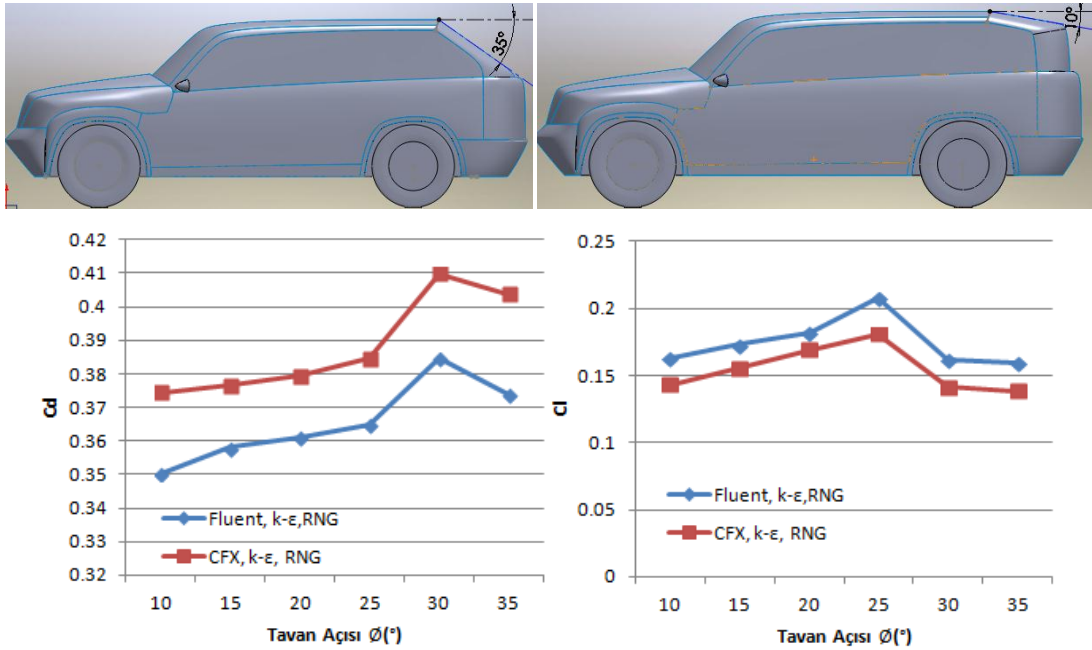 35°
10°
0.42
0.41
0.4
0.39
0.38
0.37
0.36
0.35
0.34
0.33
0.32
Cd
Fluent, k-ε,RNG
CFX, k-ε, RNG
10 15 20 25 30 35
Tavan Açısı Ø(°)
0.25
0.2
0.15
0.1
0.05
0
Cl
Fluent, k-ε,RNG
CFX, k-ε, RNG
10 15 20 25 30 35
Tavan Açısı Ø(°)